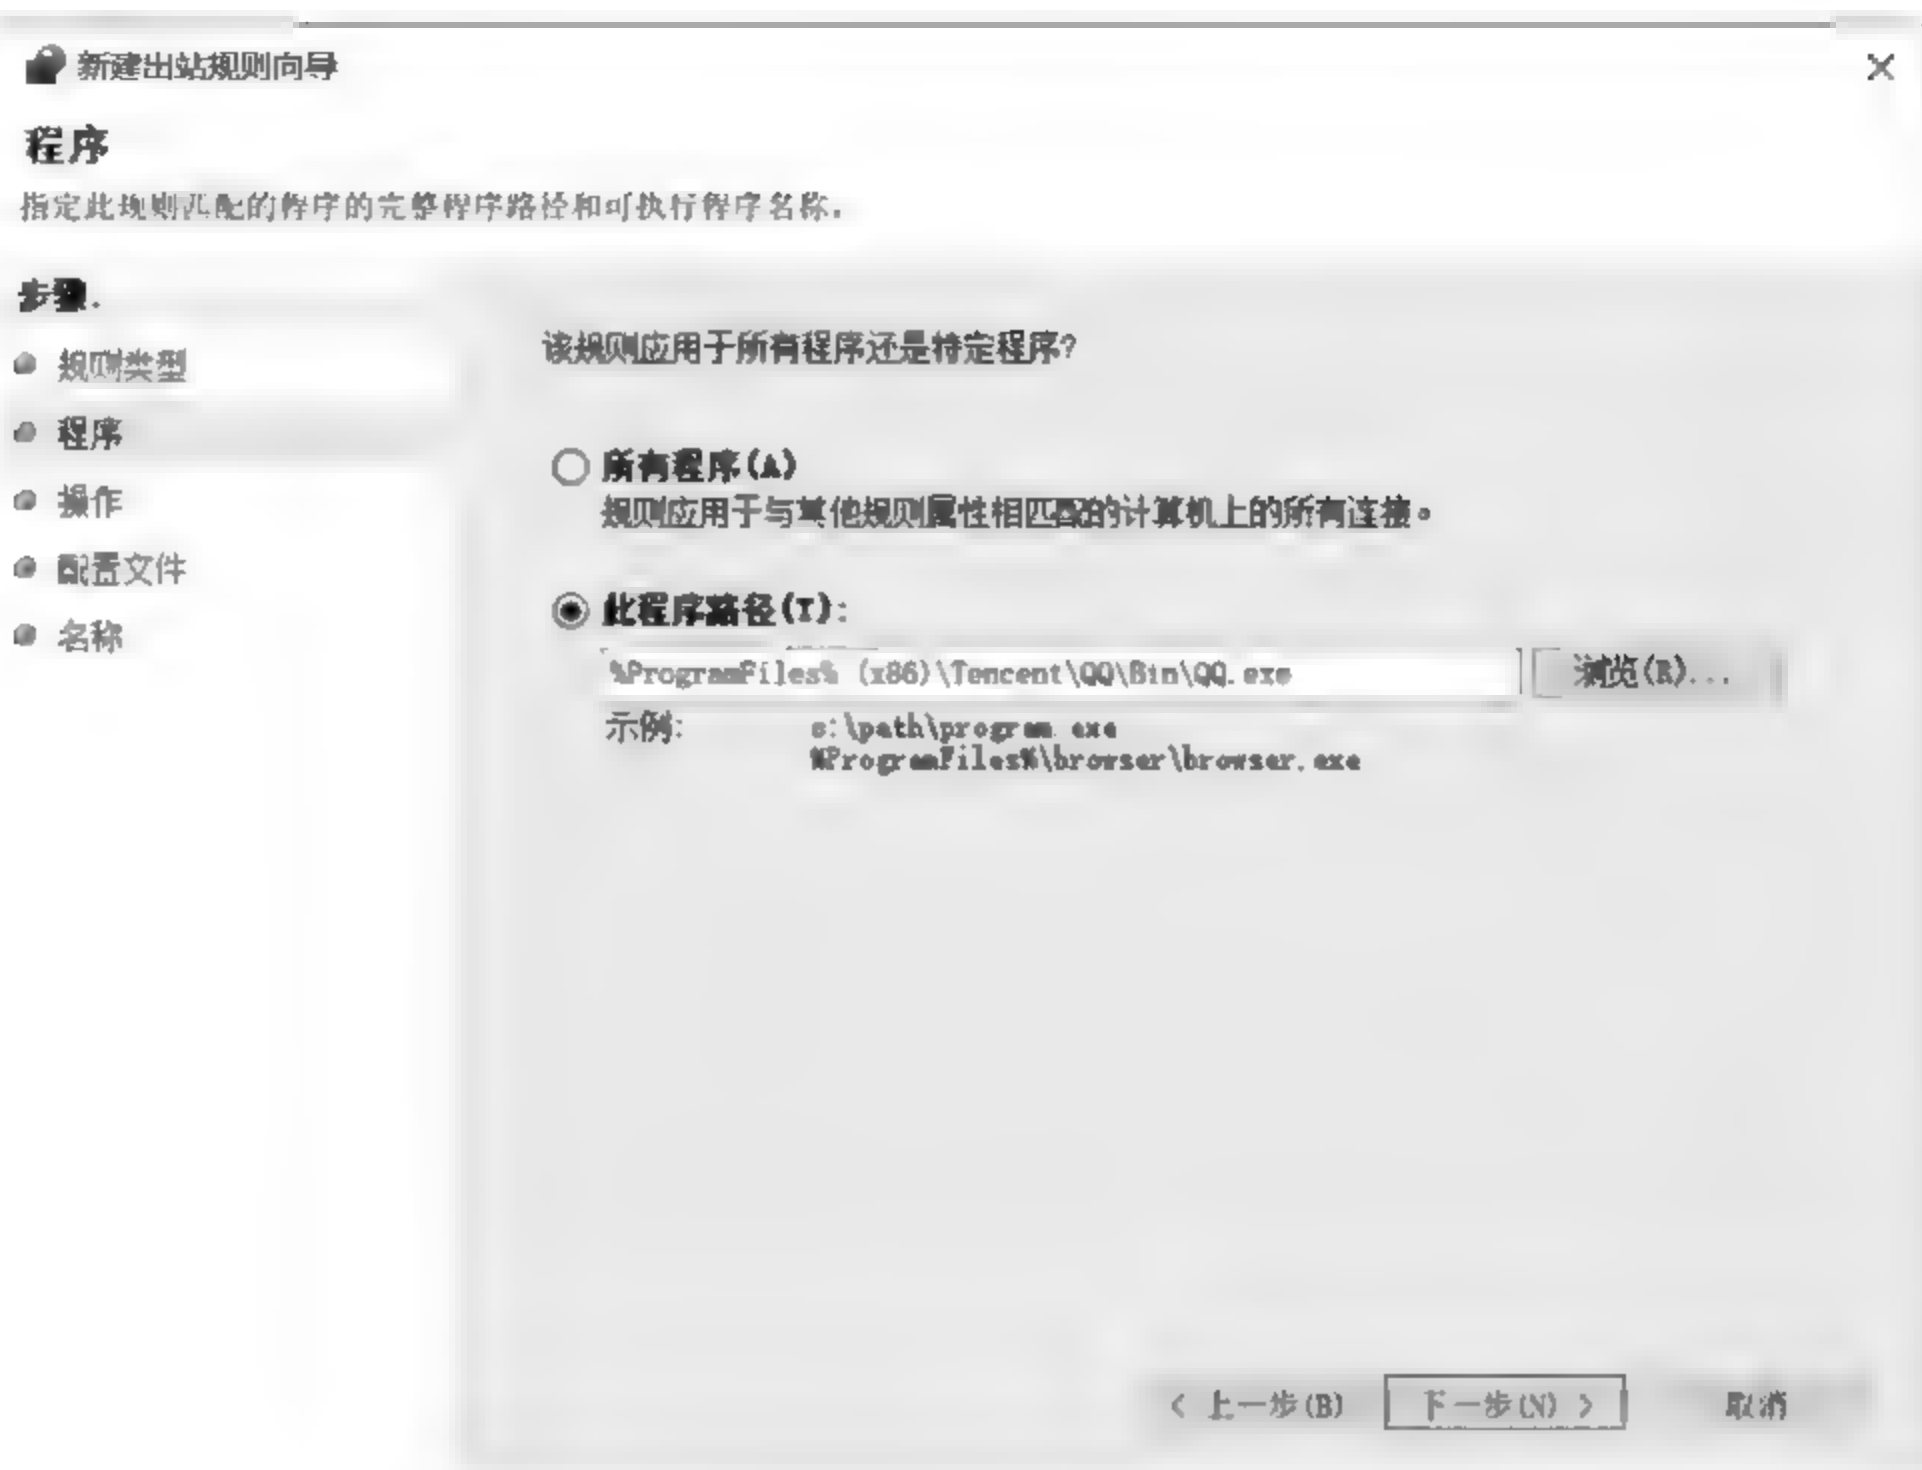 新建出站规则向导
程序
指定此规则匹配的程序的完整程序路径和可执行程序名称。
步骤:
规则类型
程序
操作
配置文件
名称
该规则应用于所有程序还是特定程序?
所有程序(A)
规则应用于与其他规则属性相匹配的计算机上的所有连接。
此程序路径(T):
%ProgramFiles% (x86)\Tencent\QQ\Bin\QQ.exe
浏览(R)...
示例:
c:\path\program.exe
%ProgramFiles%\browser\browser.exe
< 上一步(B)
下一步(N) >
取消